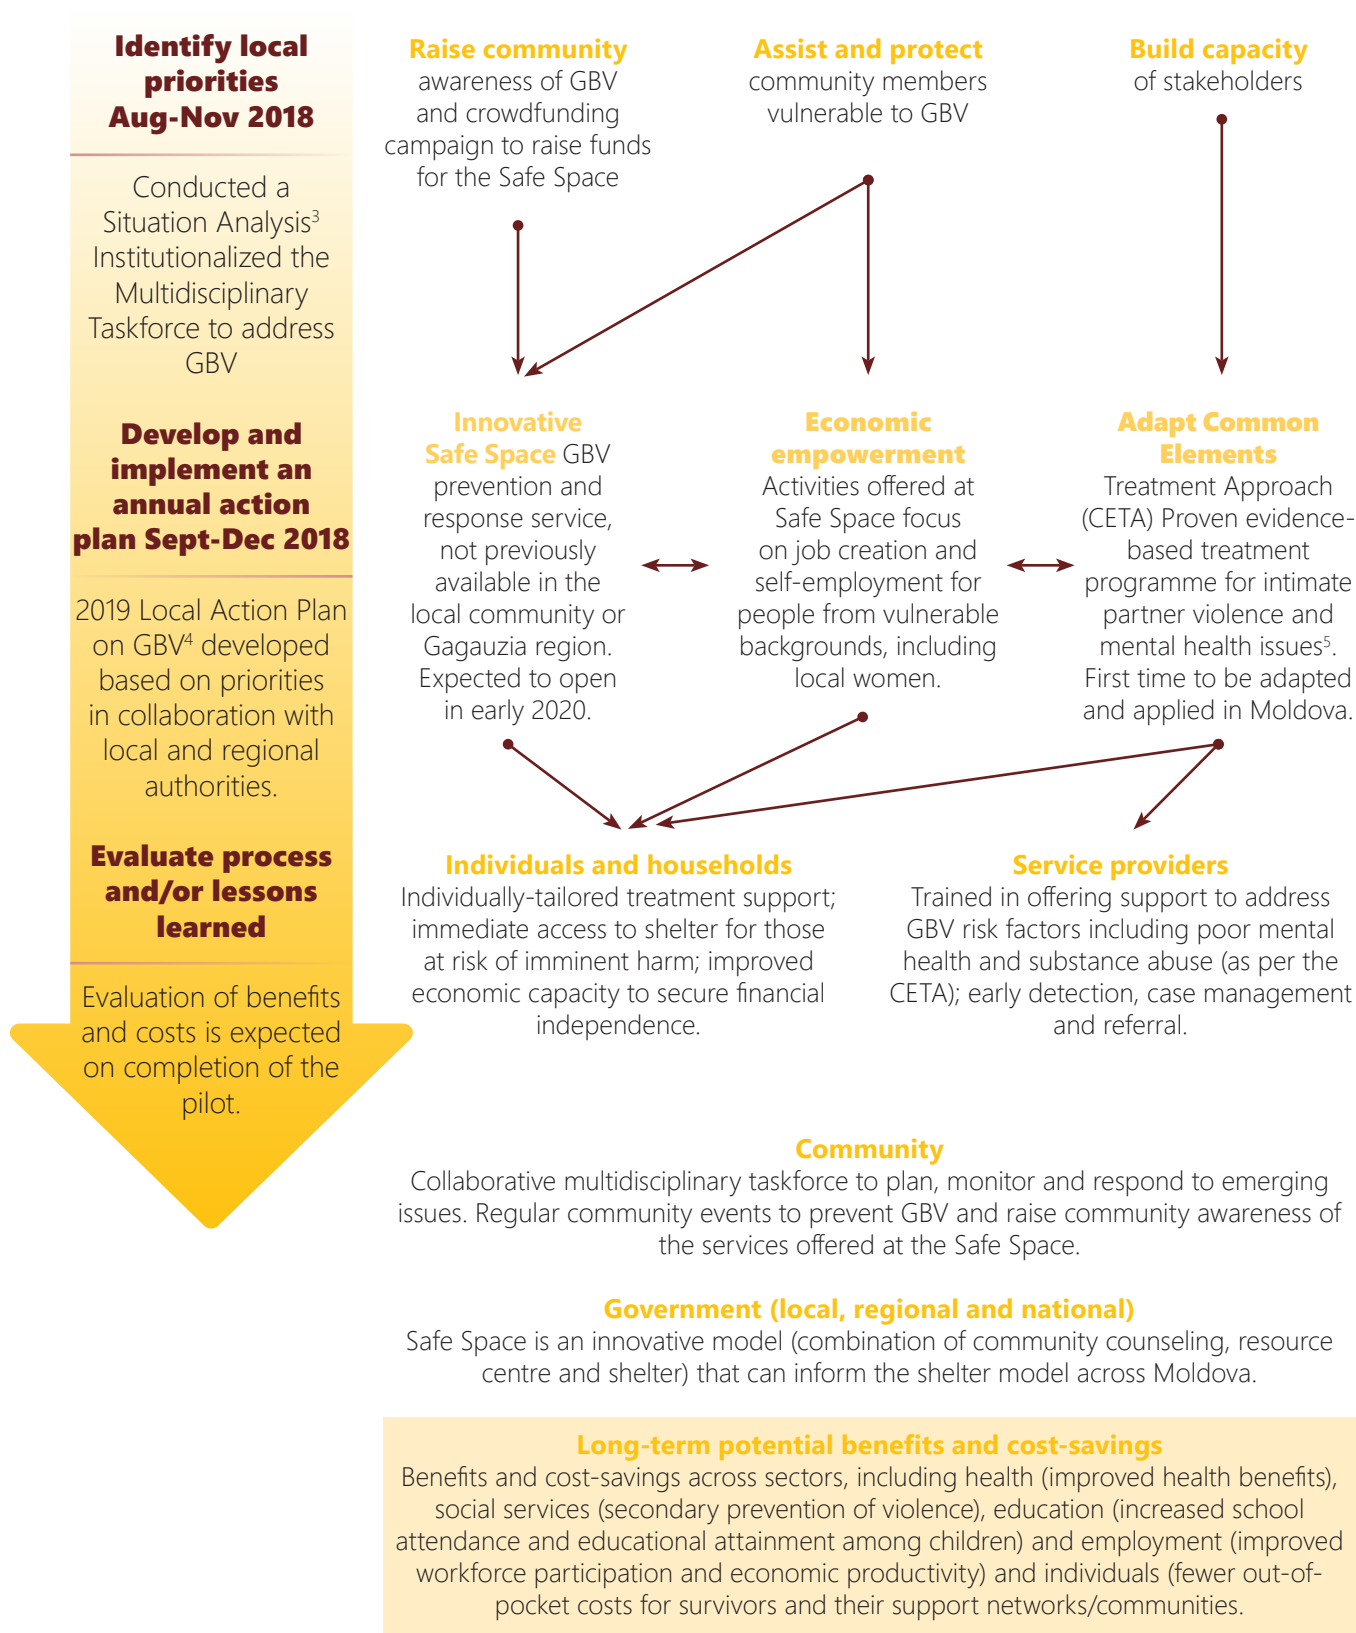 Identify local
priorities
Aug-Nov 2018
Conducted a
Situation Analysis³
Institutionalized the
Multidisciplinary
Taskforce to address
GBV
Develop and
implement an
annual action
plan Sept-Dec 2018
2019 Local Action Plan
on GBV⁴ developed
based on priorities
in collaboration with
local and regional
authorities.
Evaluate process
and/or lessons
learned
Evaluation of benefits
and costs is expected
on completion of the
pilot.
Raise community
awareness of GBV
and crowdfunding
campaign to raise funds
for the Safe Space
Assist and protect
community members
vulnerable to GBV
Build capacity
of stakeholders
Innovative
Safe Space GBV
prevention and
response service,
not previously
available in the
local community or
Gagauzia region.
Expected to open
in early 2020.
Economic
empowerment
Activities offered at
Safe Space focus
on job creation and
self-employment for
people from vulnerable
backgrounds, including
local women.
Adapt Common
Elements
Treatment Approach
(CETA) Proven evidence-
based treatment
programme for intimate
partner violence and
mental health issues⁵.
First time to be adapted
and applied in Moldova.
Individuals and households
Individually-tailored treatment support;
immediate access to shelter for those
at risk of imminent harm; improved
economic capacity to secure financial
independence.
Service providers
Trained in offering support to address
GBV risk factors including poor mental
health and substance abuse (as per the
CETA); early detection, case management
and referral.
Community
Collaborative multidisciplinary taskforce to plan, monitor and respond to emerging
issues. Regular community events to prevent GBV and raise community awareness of
the services offered at the Safe Space.
Government (local, regional and national)
Safe Space is an innovative model (combination of community counseling, resource
centre and shelter) that can inform the shelter model across Moldova.
Long-term potential benefits and cost-savings
Benefits and cost-savings across sectors, including health (improved health benefits),
social services (secondary prevention of violence), education (increased school
attendance and educational attainment among children) and employment (improved
workforce participation and economic productivity) and individuals (fewer out-of-
pocket costs for survivors and their support networks/communities.